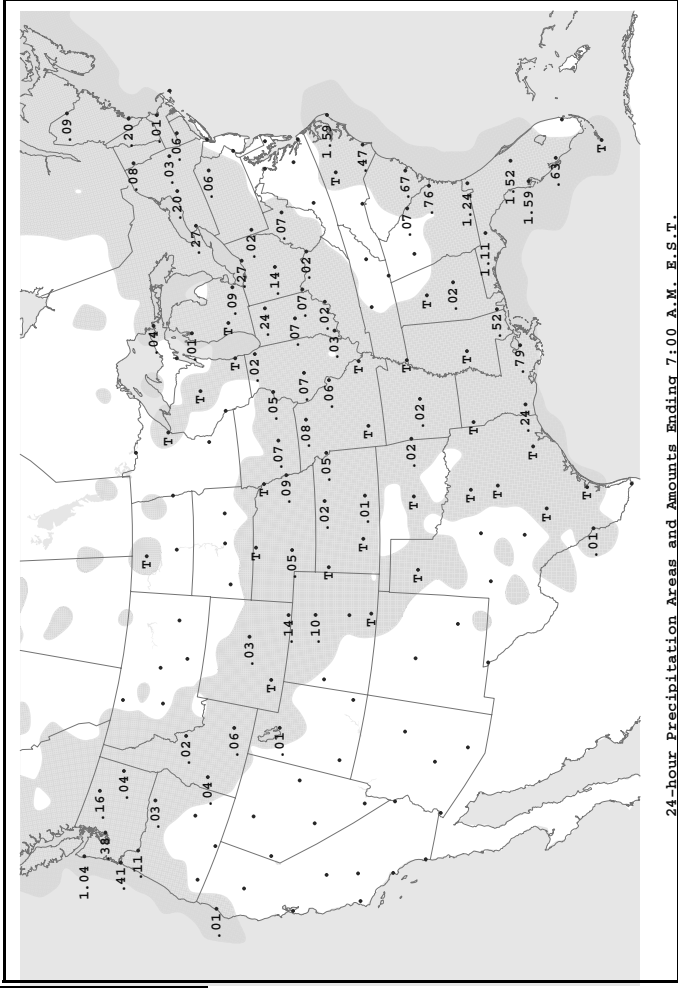 .09
1.04
.16
.38
.41
.04
.20
.08
.11
T
.03
.04
.01
T
.03
.06
.20
.02
.01
.27
T
.04
.06
.01
T
.06
.09
T
.27
.03
.02
.02
T
T
.24
T
.05
.14
.01
.07
.07
.09
.14
.05
.07
.07
.07
.08
.02
.10
.02
.02
.05
T
.06
.03
1.59
T
T
.47
T
.01
T
T
.67
T
.07
.02
T
T
.02
T
.76
.02
T
1.24
T
T
1.11
T
.52
1.52
.79
.24
1.59
T
T
.63
T
.01
T
24-hour Precipitation Areas and Amounts Ending 7:00 A.M. E.S.T.